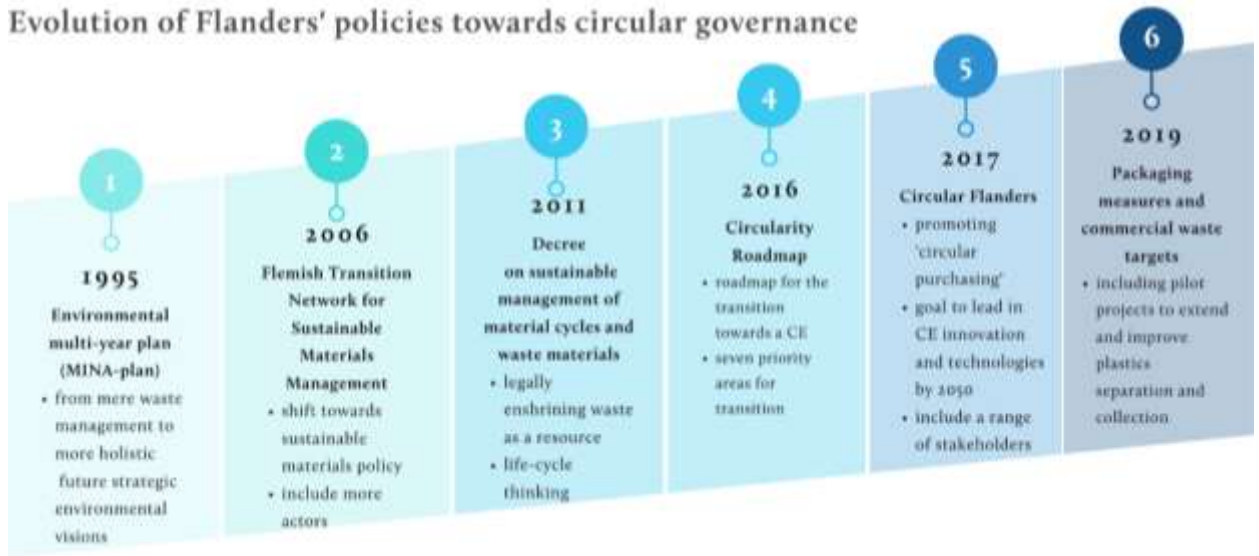 Evolution of Flanders' policies towards circular governance
1
1995
Environmental
multi-year plan
(MINA-plan)
• from mere waste
management to
more holistic
future strategic
environmental
visions
2
2006
Flemish Transition
Network for
Sustainable
Materials
Management
• shift towards
sustainable
materials policy
• include more
actors
3
2011
Decree
on sustainable
management of
material cycles and
waste materials
• legally
enshrining waste
as a resource
• life-cycle
thinking
4
2016
Circularity
Roadmap
• roadmap for the
transition
towards a CE
• seven priority
areas for
transition
5
2017
Circular Flanders
• promoting
'circular
purchasing'
• goal to lead in
CE innovation
and technologies
by 2050
• include a range
of stakeholders
6
2019
Packaging
measures and
commercial waste
targets
• including pilot
projects to extend
and improve
plastics
separation and
collection